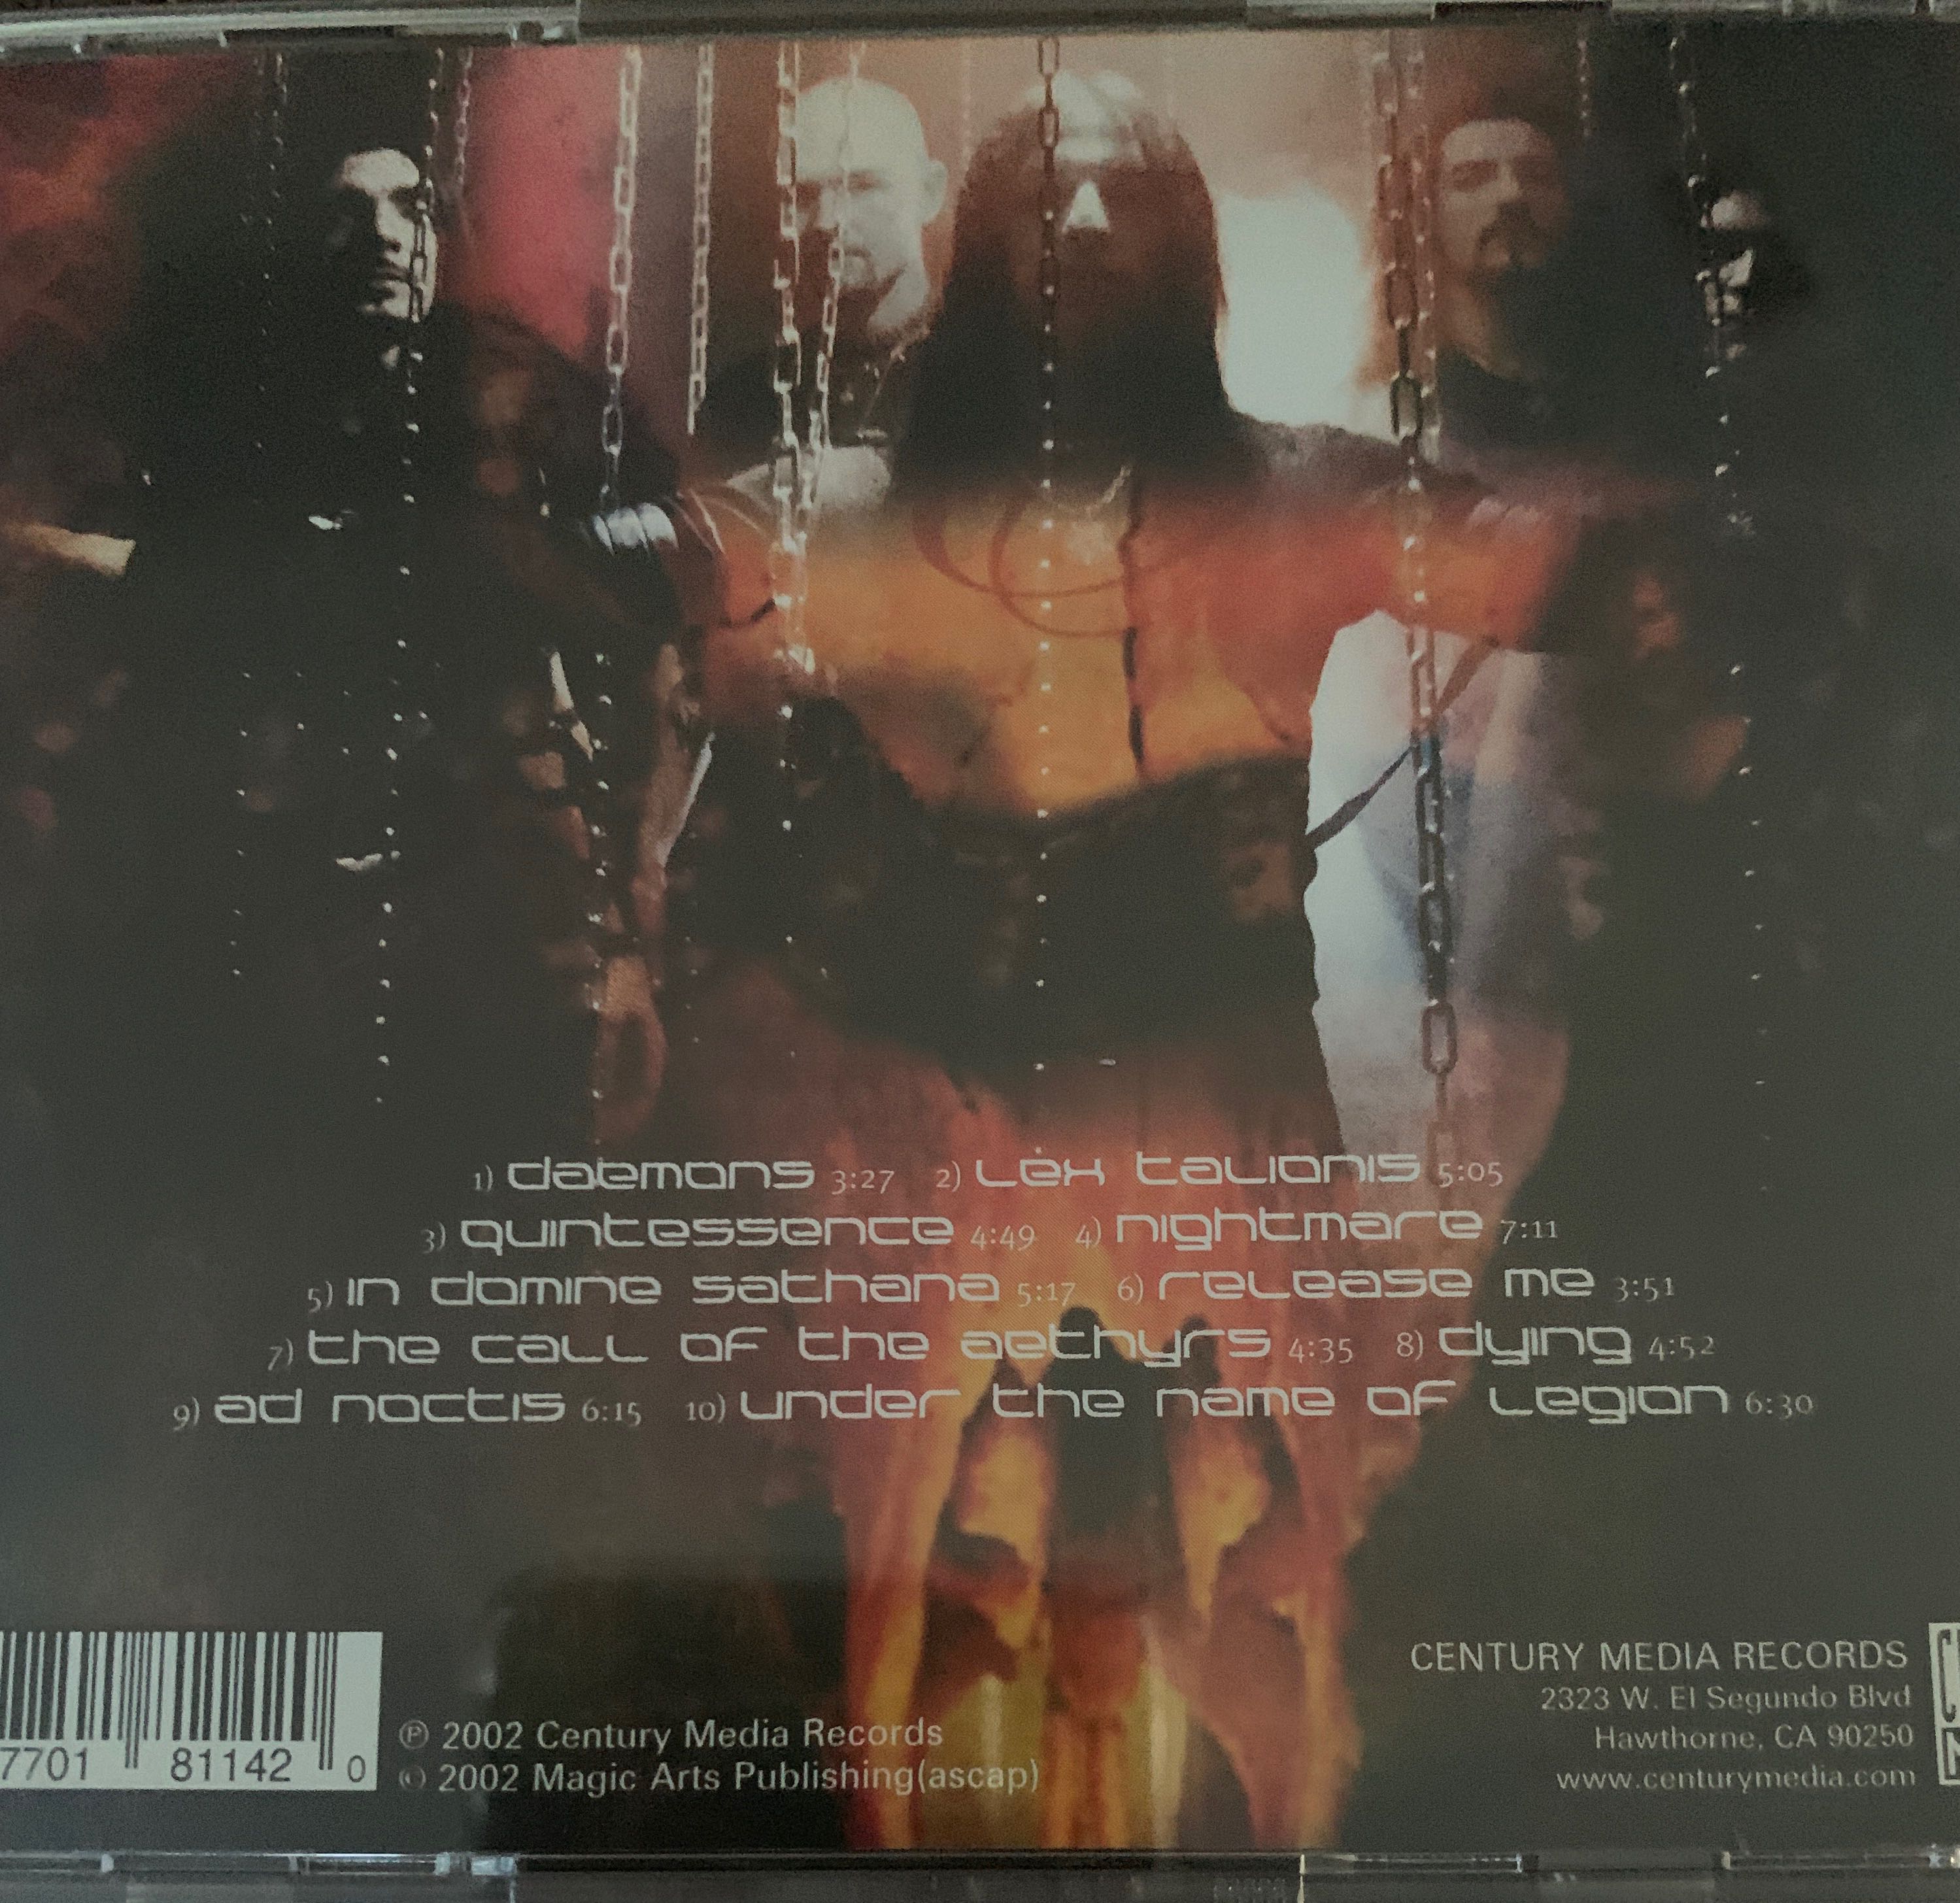 1) daemons 3:27 2) Lex talionis 5:05
3) quintessence 4:49 4) nightmare 7:11
5) in domine sathana 5:17 6) release me 3:51
7) the call of the aethyrs 4:35 8) dying 4:52
9) ad noctis 6:15 10) under the name of legion 6:30
7701 81142 0
℗ 2002 Century Media Records
© 2002 Magic Arts Publishing(ascap)
CENTURY MEDIA RECORDS
2323 W. El Segundo Blvd
Hawthorne, CA 90250
www.centurymedia.com